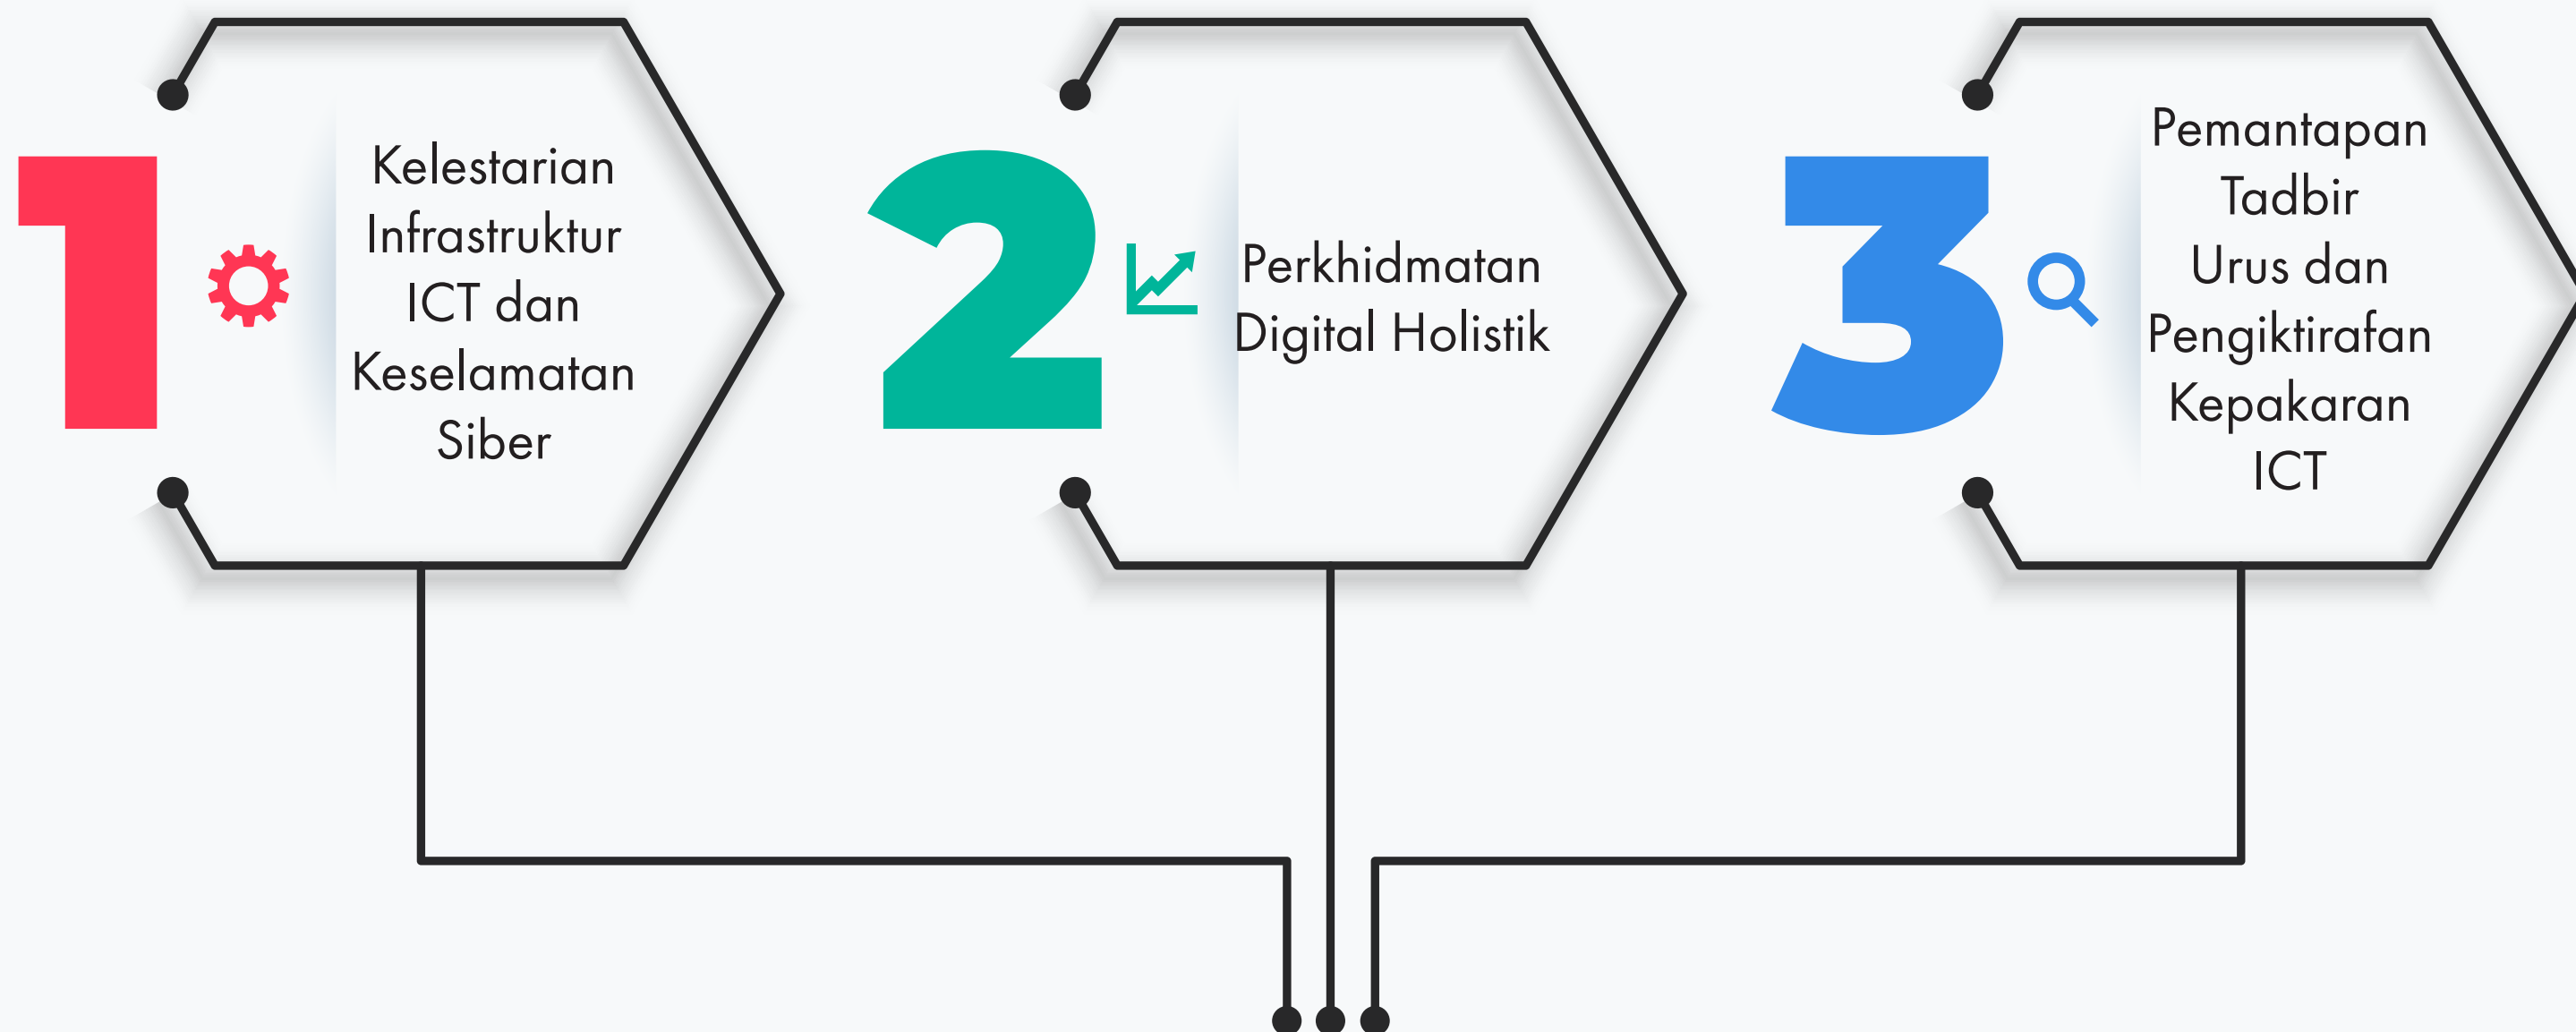 1
Kelestarian
Infrastruktur
ICT dan
Keselamatan
Siber
2
Perkhidmatan
Digital Holistik
3
Pemantapan
Tadbir
Urus dan
Pengiktirafan
Kepakaran
ICT